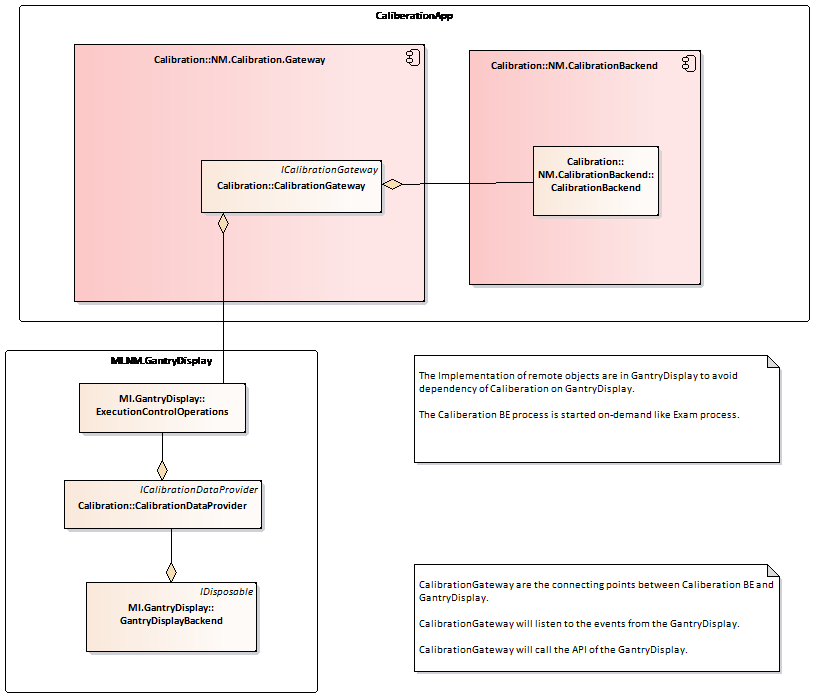 CaliberationApp
Calibration::NM.Calibration.Gateway
Calibration::NM.CalibrationBackend
ICalibrationGateway
Calibration::CalibrationGateway
Calibration::
NM.CalibrationBackend::
CalibrationBackend
MI.NM.GantryDisplay
MI.GantryDisplay::
ExecutionControlOperations
ICalibrationDataProvider
Calibration::CalibrationDataProvider
IDisposable
MI.GantryDisplay::
GantryDisplayBackend
The Implementation of remote objects are in GantryDisplay to avoid
dependency of Caliberation on GantryDisplay.
The Caliberation BE process is started on-demand like Exam process.
CalibrationGateway are the connecting points between Caliberation BE and
GantryDisplay.
CalibrationGateway will listen to the events from the GantryDisplay.
CalibrationGateway will call the API of the GantryDisplay.